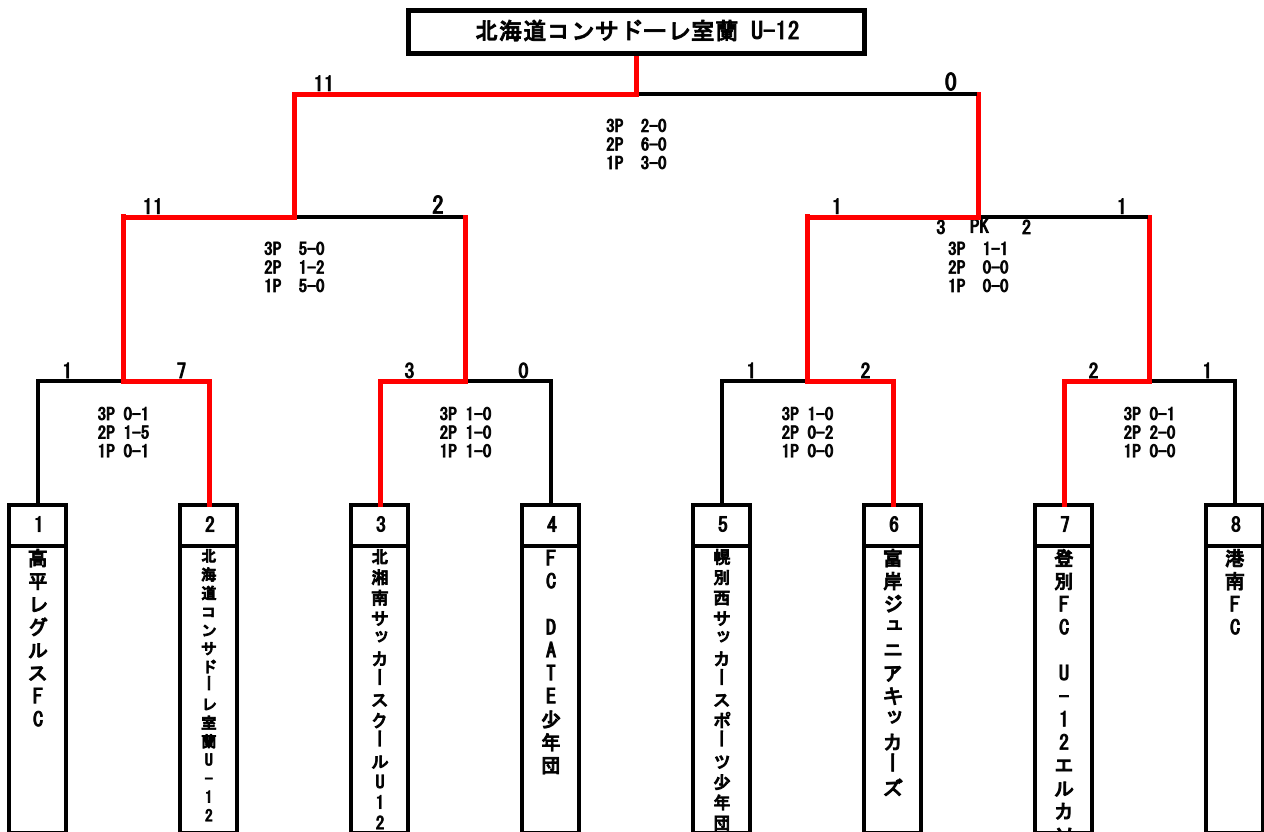 北海道コンサドーレ室蘭 U-12
11
0
3P 2-0
2P 6-0
1P 3-0
11
2
1
1
3 PK 2
3P 5-0
2P 1-2
1P 5-0
3P 1-1
2P 0-0
1P 0-0
1
7
3
0
1
2
2
1
3P 0-1
2P 1-5
1P 0-1
3P 1-0
2P 1-0
1P 1-0
3P 1-0
2P 0-2
1P 0-0
3P 0-1
2P 2-0
1P 0-0
1
高平レグルスFC
2
北海道コンサドーレ室蘭U-12
3
北湘南サッカースクールU12
4
FC DATE少年団
5
幌別西サッカースポーツ少年団
6
富岸ジュニアキッカーズ
7
登別FC U-12エルカ
8
港南FC